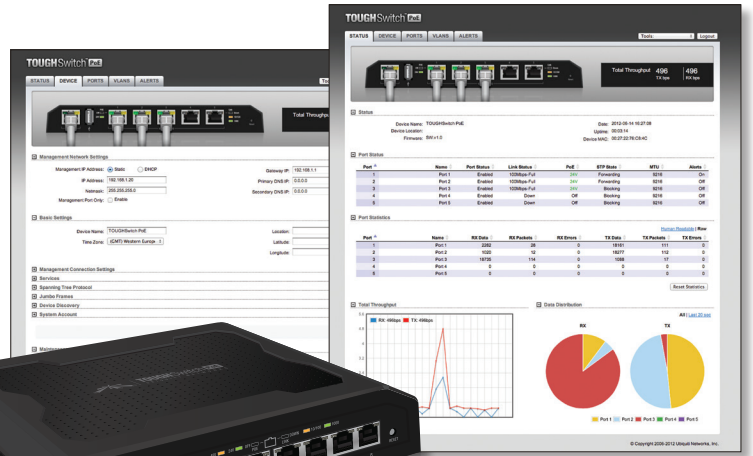 TOUGHSwitch PoE
STATUS DEVICE PORTS VLANS ALERTS
Total Throughpu
Management Network Settings
Management IP Address: Static DHCP
IP Address: 192.168.1.20
Netmask: 255.255.255.0
Management Port Only: Enable
Gateway IP: 192.168.1.1
Primary DNS IP: 0.0.0.0
Secondary DNS IP: 0.0.0.0
Basic Settings
Device Name: TOUGHSwitch PoE
Time Zone: (GMT) Western Europe
Location:
Latitude:
Longitude:
Management Connection Settings
Services
Spanning Tree Protocol
Jumbo Frames
Device Discovery
System Account
TOUGHSwitch PoE
STATUS DEVICE PORTS VLANS ALERTS
Tools: Logout
Total Throughput 496 496
TX bps RX bps
Status
Device Name: TOUGHSwitch PoE
Device Location:
Firmware: SW.v1.0
Date: 2012-05-14 16:27:08
Uptime: 00:03:14
Port Status
Port Name Port Status Link Status PoE STP State MTU Alerts
1 Port 1 Enabled 100Mbps-Full 24V Forwarding 9216 On
2 Port 2 Enabled 100Mbps-Full 24V Forwarding 9216 Off
3 Port 3 Enabled 100Mbps-Full 24V Blocking 9216 Off
4 Port 4 Enabled Down Off Blocking 9216 Off
5 Port 5 Enabled Down Off Blocking 9216 Off
Port Statistics
Human Readable | Raw
Port Name RX Data RX Packets RX Errors TX Data TX Packets TX Errors
1 Port 1 2282 28 0 18161 111 0
2 Port 2 1020 12 0 18277 112 0
3 Port 3 16735 114 0 1098 17 0
4 Port 4 0 0 0 0 0 0
5 Port 5 0 0 0 0 0 0
Reset Statistics
Total Throughput
RX: 496bps TX: 496bps
Data Distribution
All | Last 20 sec
RX TX
Port 1 Port 2 Port 3 Port 4 Port 5
© Copyright 2006-2012 Ubiquiti Networks, Inc.
TOUGHSwitch
RESET